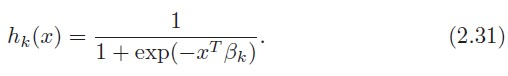 h_k(x) = \frac{1}{1 + \exp(-x^T \beta_k)}. (2.31)